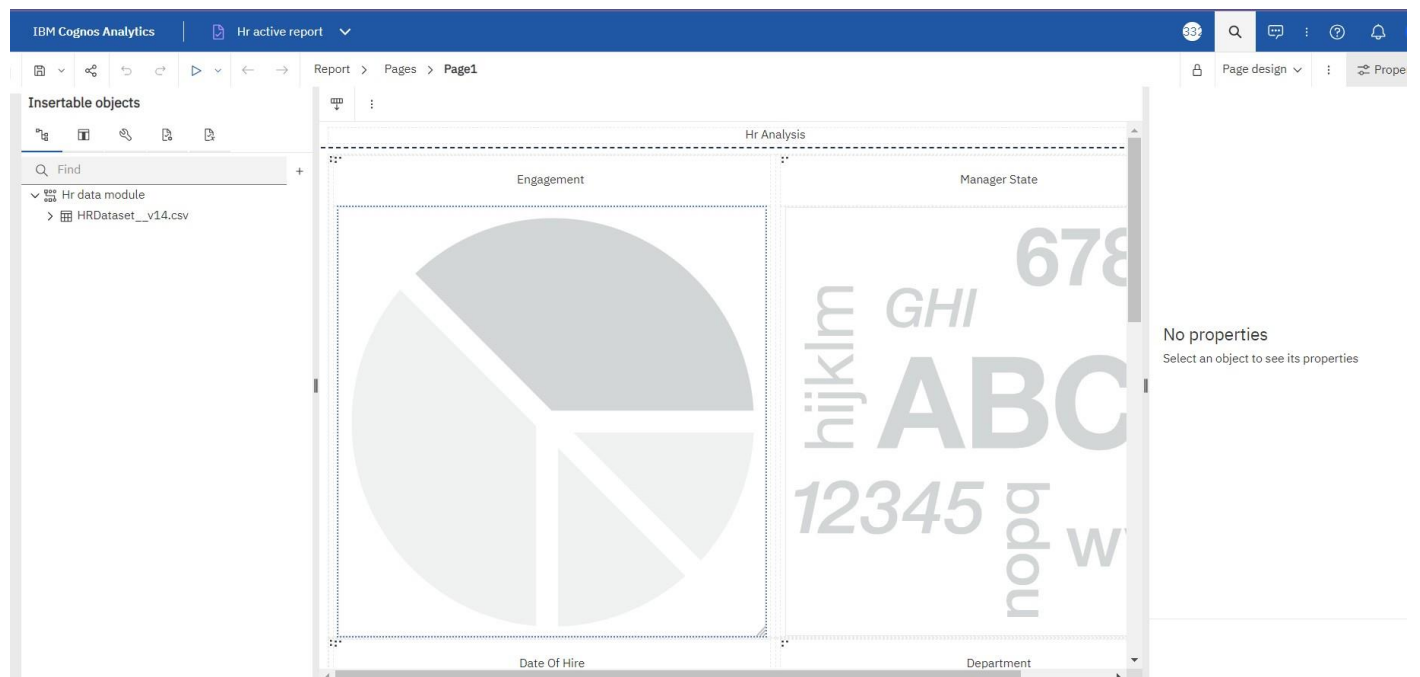 IBM Cognos Analytics
Hr active report
Report > Pages > Page1
Page design
Insertable objects
Find
Hr data module
HRDataset__v14.csv
Hr Analysis
Engagement
Manager State
678
GHI
hijklm
ABC
12345
nopq
No properties
Select an object to see its properties
Date Of Hire
Department